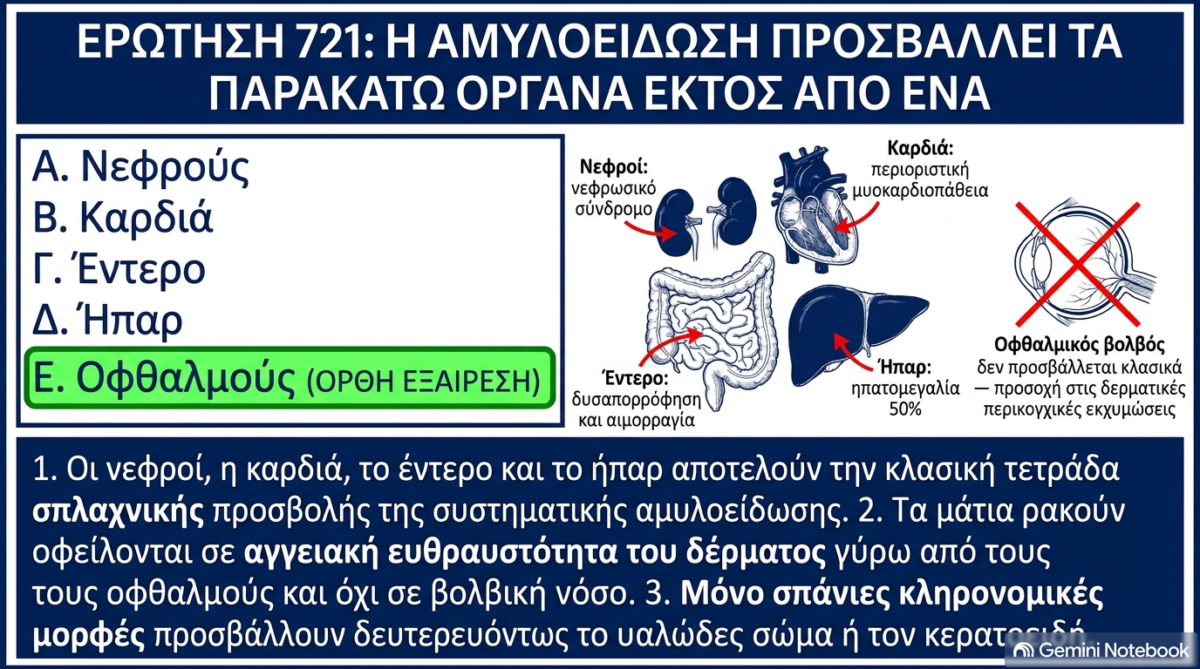 ΕΡΩΤΗΣΗ 721: Η ΑΜΥΛΟΕΙΔΩΣΗ ΠΡΟΣΒΑΛΛΕΙ ΤΑ
ΠΑΡΑΚΑΤΩ ΟΡΓΑΝΑ ΕΚΤΟΣ ΑΠΟ ΕΝΑ
Α. Νεφρούς
Β. Καρδιά
Γ. Έντερο
Δ. Ήπαρ
Ε. Οφθαλμούς (ΟΡΘΗ ΕΞΑΙΡΕΣΗ)
Νεφροί:
νεφρωσικό
σύνδρομο
Καρδιά:
περιοριστική
μυοκαρδιοπάθεια
Έντερο:
δυσαπορρόφηση
και αιμορραγία
Ήπαρ:
ηπατομεγαλία
50%
Οφθαλμικός βολβός
δεν προσβάλλεται κλασικά
— προσοχή στις δερματικές
περικογχικές εκχυμώσεις
1. Οι νεφροί, η καρδιά, το έντερο και το ήπαρ αποτελούν την κλασική τετράδα
σπλαχνικής προσβολής της συστηματικής αμυλοείδωσης. 2. Τα μάτια ρακούν
οφείλονται σε αγγειακή ευθραυστότητα του δέρματος γύρω από τους
τους οφθαλμούς και όχι σε βολβική νόσο. 3. Μόνο σπάνιες κληρονομικές
μορφές προσβάλλουν δευτερευόντως το υαλώδες σώμα ή τον κερατοειδή.
Gemini Notebook